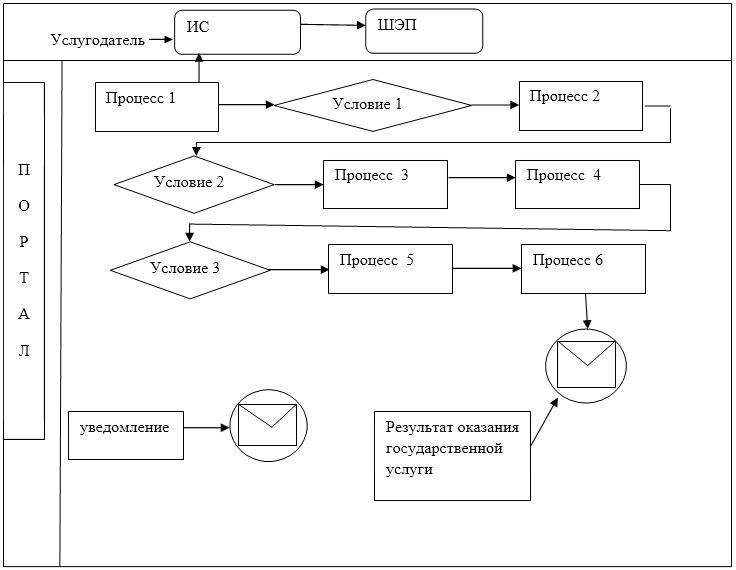 ИС
ШЭП
Услугодатель
Процесс 1
Условие 1
Процесс 2
Условие 2
Процесс 3
Процесс 4
Условие 3
Процесс 5
Процесс 6
П
О
Р
Т
А
Л
уведомление
Результат оказания
государственной
услуги